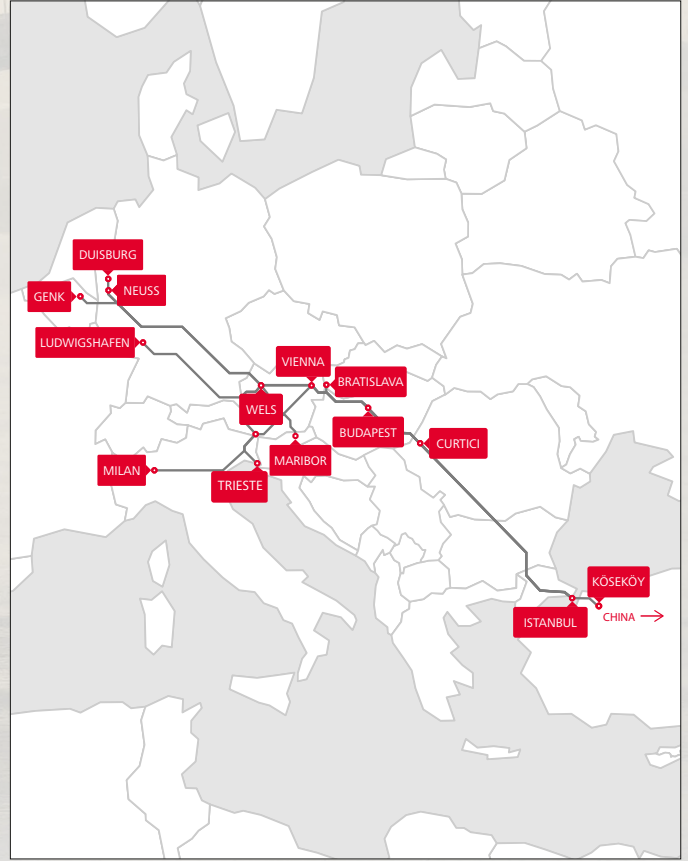 DUISBURG
GENK
NEUSS
LUDWIGSHAFEN
VIENNA
BRATISLAVA
WELS
BUDAPEST
CURTICI
MARIBOR
MILAN
TRIESTE
KÖSEKÖY
CHINA
ISTANBUL